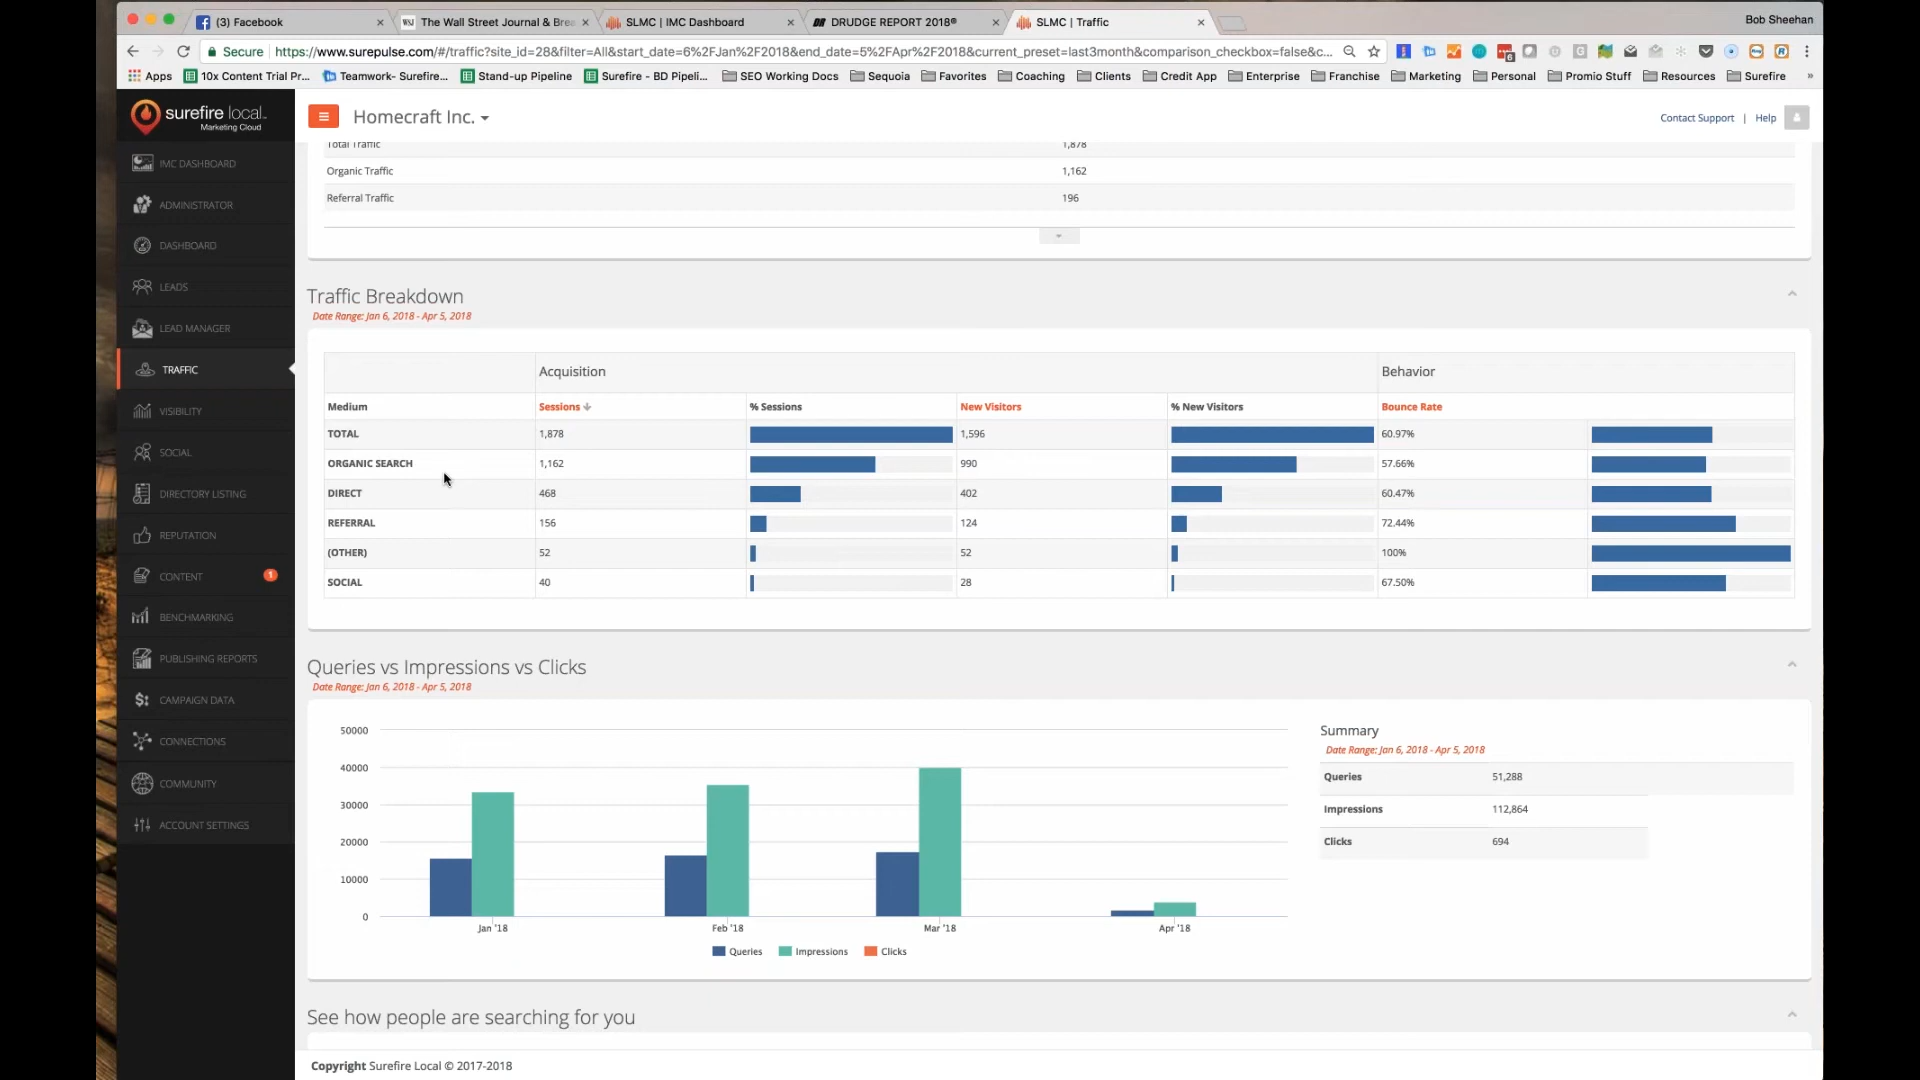 (3) Facebook
WSJ The Wall Street Journal & Brea
SLMC | IMC Dashboard
DRUDGE REPORT 2018®
SLMC | Traffic
Bob Sheehan
Secure https://www.surepulse.com/#/traffic?site_id=28&filter=All&start_date=6%2FJan%2F2018&end_date=5%2FApr%2F2018&current_preset=last3month&comparison_checkbox=false&c...
Apps 10x Content Trial Pr... Teamwork- Surefire... Stand-up Pipeline Surefire - BD Pipeli... SEO Working Docs Sequoia Favorites Coaching Clients Credit App Enterprise Franchise Marketing Personal Promio Stuff Resources Surefire »
surefire local
Marketing Cloud
Homecraft Inc.
Contact Support | Help
IMC DASHBOARD
ADMINISTRATOR
DASHBOARD
LEADS
LEAD MANAGER
TRAFFIC
VISIBILITY
SOCIAL
DIRECTORY LISTING
REPUTATION
CONTENT 1
BENCHMARKING
PUBLISHING REPORTS
CAMPAIGN DATA
CONNECTIONS
COMMUNITY
ACCOUNT SETTINGS
Total Traffic 1,878
Organic Traffic 1,162
Referral Traffic 196
Traffic Breakdown
Date Range: Jan 6, 2018 - Apr 5, 2018
Acquisition Behavior
Medium Sessions % Sessions New Visitors % New Visitors Bounce Rate
TOTAL 1,878 1,596 60.97%
ORGANIC SEARCH 1,162 990 57.66%
DIRECT 468 402 60.47%
REFERRAL 156 124 72.44%
(OTHER) 52 52 100%
SOCIAL 40 28 67.50%
Queries vs Impressions vs Clicks
Date Range: Jan 6, 2018 - Apr 5, 2018
50000
40000
30000
20000
10000
0
Jan '18 Feb '18 Mar '18 Apr '18
Queries Impressions Clicks
Summary
Date Range: Jan 6, 2018 - Apr 5, 2018
Queries 51,288
Impressions 112,864
Clicks 694
See how people are searching for you
Copyright Surefire Local © 2017-2018